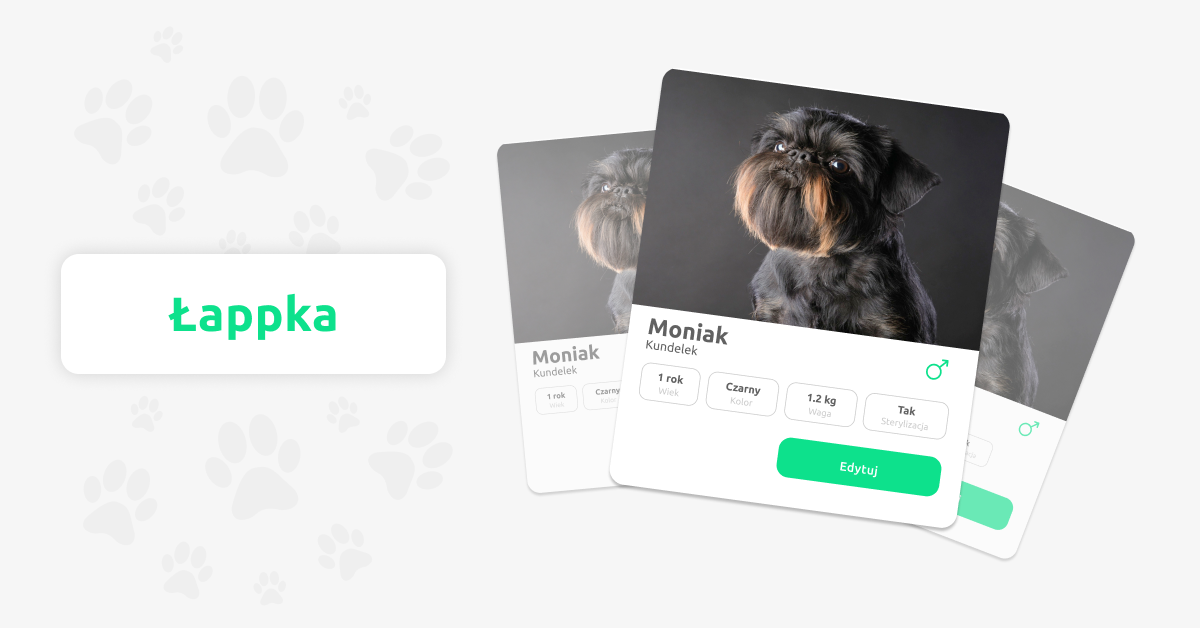 Łappka
Moniak
Kundelek
1 rok
Wiek
Czarny
Kolor
Moniak
Kundelek
1 rok
Wiek
Czarny
Kolor
1.2 kg
Waga
Tak
Sterylizacja
Edytuj